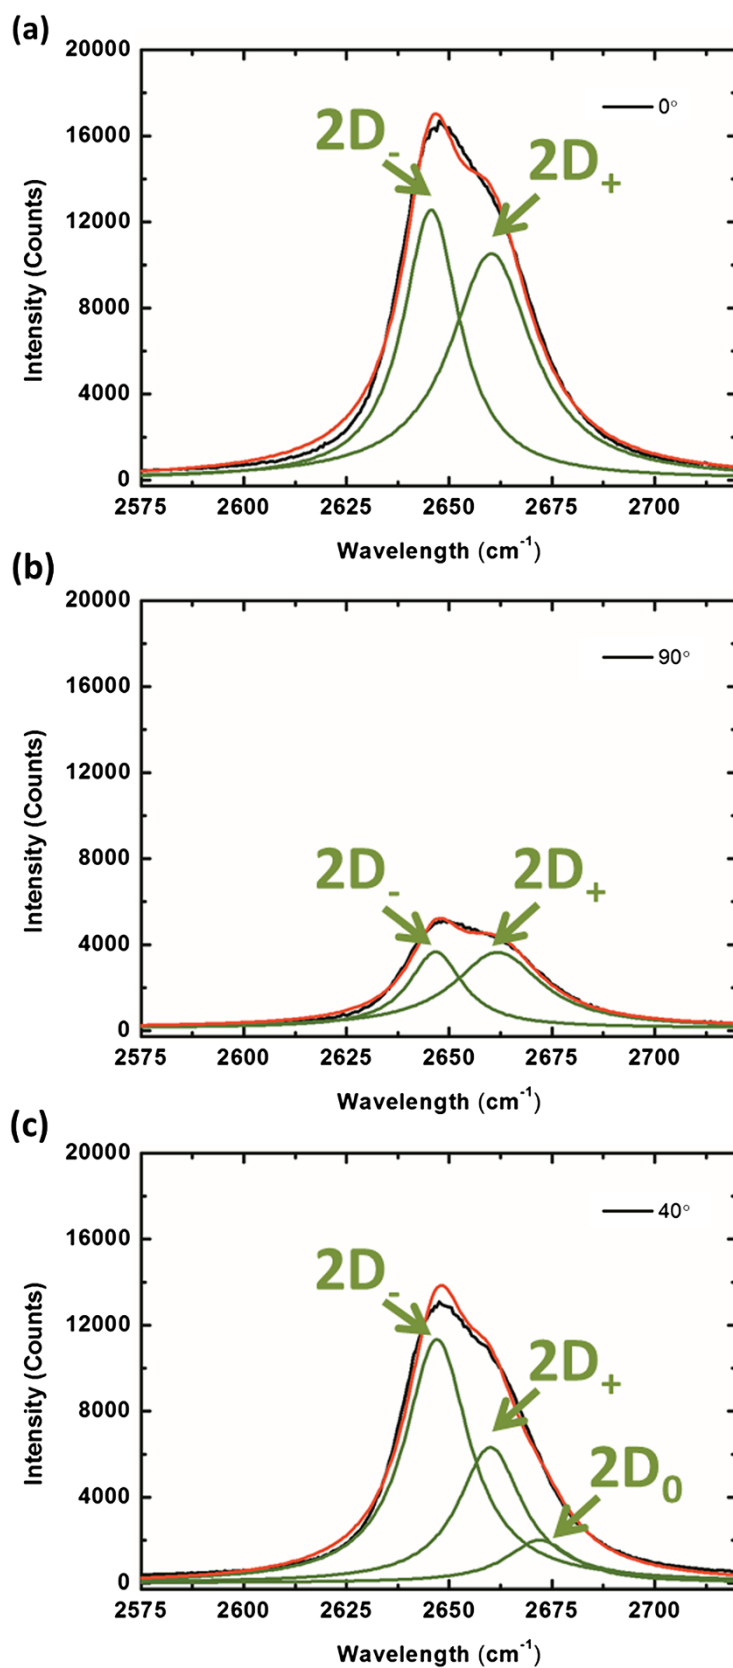 (a)
20000
16000
12000
8000
4000
0
Intensity (Counts)
0°
2D-
2D+
2575 2600 2625 2650 2675 2700
Wavelength (cm-1)
(b)
20000
16000
12000
8000
4000
0
Intensity (Counts)
90°
2D-
2D+
2575 2600 2625 2650 2675 2700
Wavelength (cm-1)
(c)
20000
16000
12000
8000
4000
0
Intensity (Counts)
40°
2D-
2D+
2D0
2575 2600 2625 2650 2675 2700
Wavelength (cm-1)